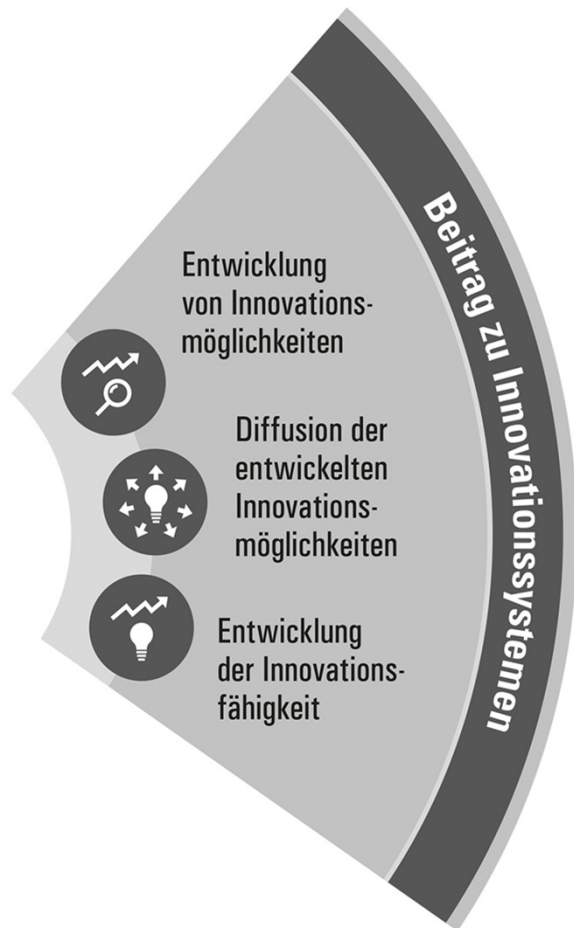 Entwicklung
von Innovations-
möglichkeiten
Diffusion der
entwickelten
Innovations-
möglichkeiten
Entwicklung
der Innovations-
fähigkeit
Beitrag zu Innovationssystemen